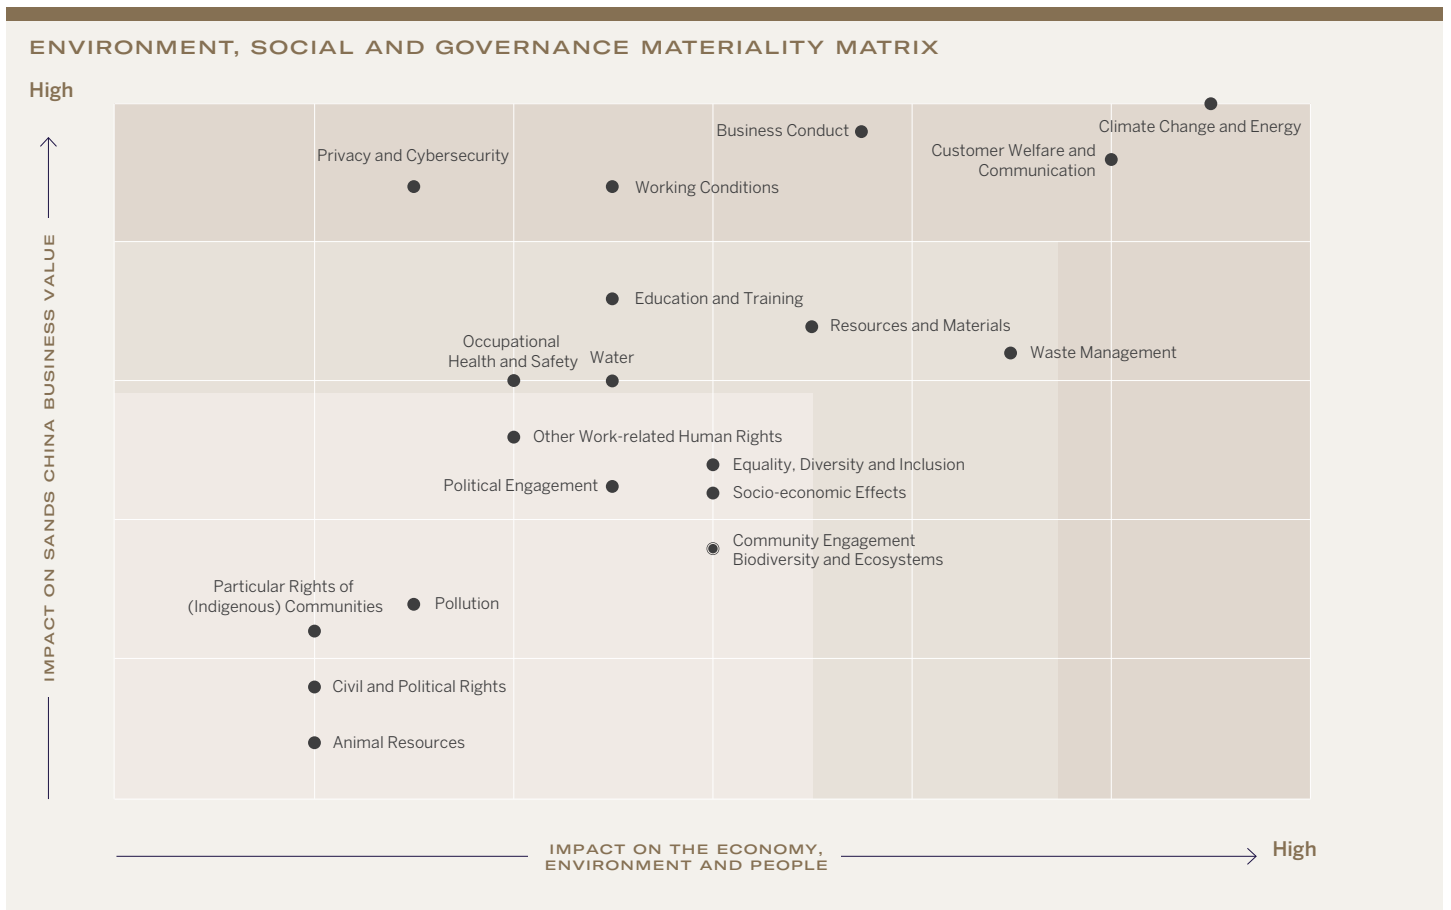 ENVIRONMENT, SOCIAL AND GOVERNANCE MATERIALITY MATRIX
High
IMPACT ON SANDS CHINA BUSINESS VALUE
Climate Change and Energy
Business Conduct
Customer Welfare and
Communication
Privacy and Cybersecurity
Working Conditions
Education and Training
Resources and Materials
Occupational
Health and Safety
Water
Waste Management
Other Work-related Human Rights
Equality, Diversity and Inclusion
Political Engagement
Socio-economic Effects
Community Engagement
Biodiversity and Ecosystems
Particular Rights of
(Indigenous) Communities
Pollution
Civil and Political Rights
Animal Resources
IMPACT ON THE ECONOMY,
ENVIRONMENT AND PEOPLE
High